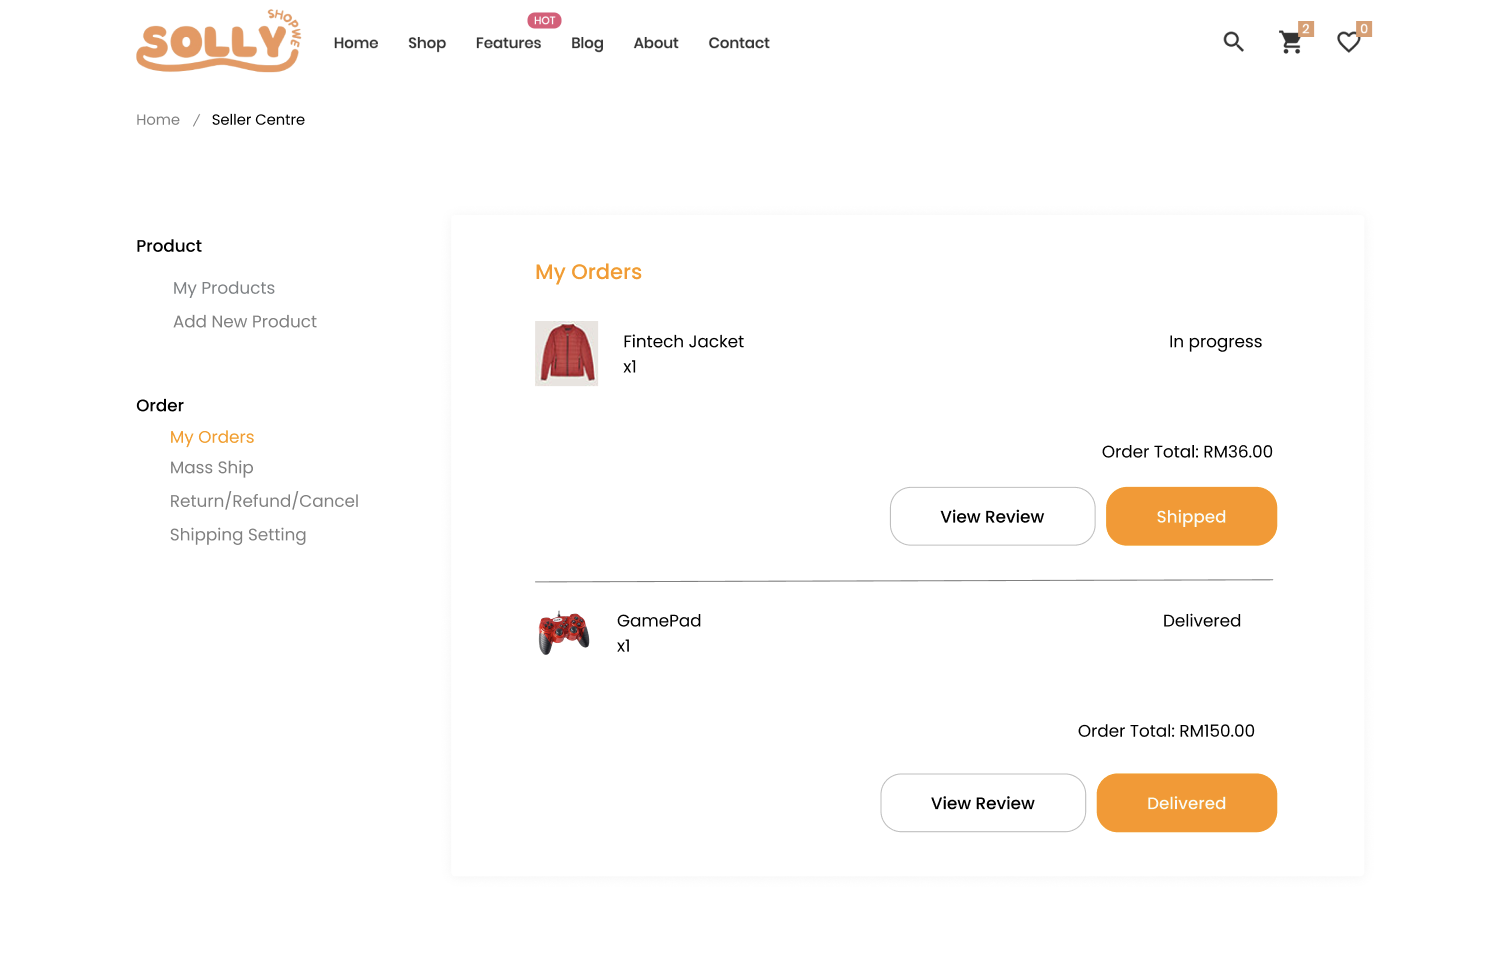 SHOPWE
SOLLY
Home Shop Features HOT Blog About Contact
2 0
Home / Seller Centre
Product
My Products
Add New Product
Order
My Orders
Mass Ship
Return/Refund/Cancel
Shipping Setting
My Orders
Fintech Jacket In progress
x1
Order Total: RM36.00
View Review Shipped
GamePad Delivered
x1
Order Total: RM150.00
View Review Delivered